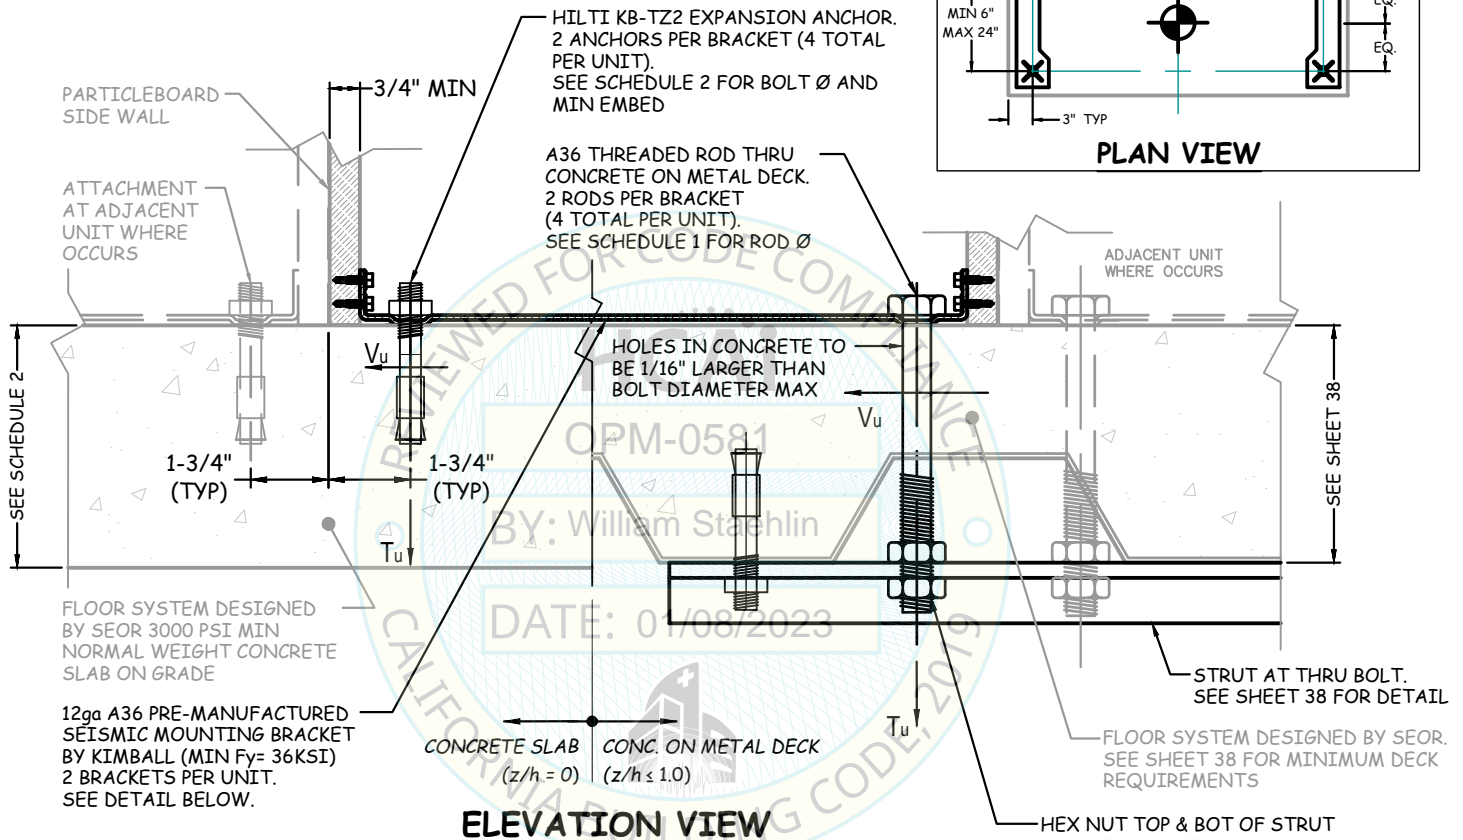 HILTI KB-TZ2 EXPANSION ANCHOR.
2 ANCHORS PER BRACKET (4 TOTAL
PER UNIT).
SEE SCHEDULE 2 FOR BOLT Ø AND
MIN EMBED
MIN 6"
MAX 24"
EQ.
EQ.
3" TYP
PLAN VIEW
PARTICLEBOARD
SIDE WALL
3/4" MIN
A36 THREADED ROD THRU
CONCRETE ON METAL DECK.
2 RODS PER BRACKET
(4 TOTAL PER UNIT).
SEE SCHEDULE 1 FOR ROD Ø
ATTACHMENT
AT ADJACENT
UNIT WHERE
OCCURS
ADJACENT UNIT
WHERE OCCURS
HOLES IN CONCRETE TO
BE 1/16" LARGER THAN
BOLT DIAMETER MAX
Vu
Vu
SEE SCHEDULE 2
SEE SHEET 38
1-3/4"
(TYP)
1-3/4"
(TYP)
Tu
REVIEWED FOR CODE COMPLIANCE
HCAi
OPM-0581
BY: William Staehlin
DATE: 01/08/2023
CALIFORNIA BUILDING CODE, 2019
FLOOR SYSTEM DESIGNED
BY SEOR 3000 PSI MIN
NORMAL WEIGHT CONCRETE
SLAB ON GRADE
12ga A36 PRE-MANUFACTURED
SEISMIC MOUNTING BRACKET
BY KIMBALL (MIN Fy= 36KSI)
2 BRACKETS PER UNIT.
SEE DETAIL BELOW.
CONCRETE SLAB
(z/h = 0)
CONC. ON METAL DECK
(z/h ≤ 1.0)
Tu
STRUT AT THRU BOLT.
SEE SHEET 38 FOR DETAIL
FLOOR SYSTEM DESIGNED BY SEOR.
SEE SHEET 38 FOR MINIMUM DECK
REQUIREMENTS
HEX NUT TOP & BOT OF STRUT
ELEVATION VIEW